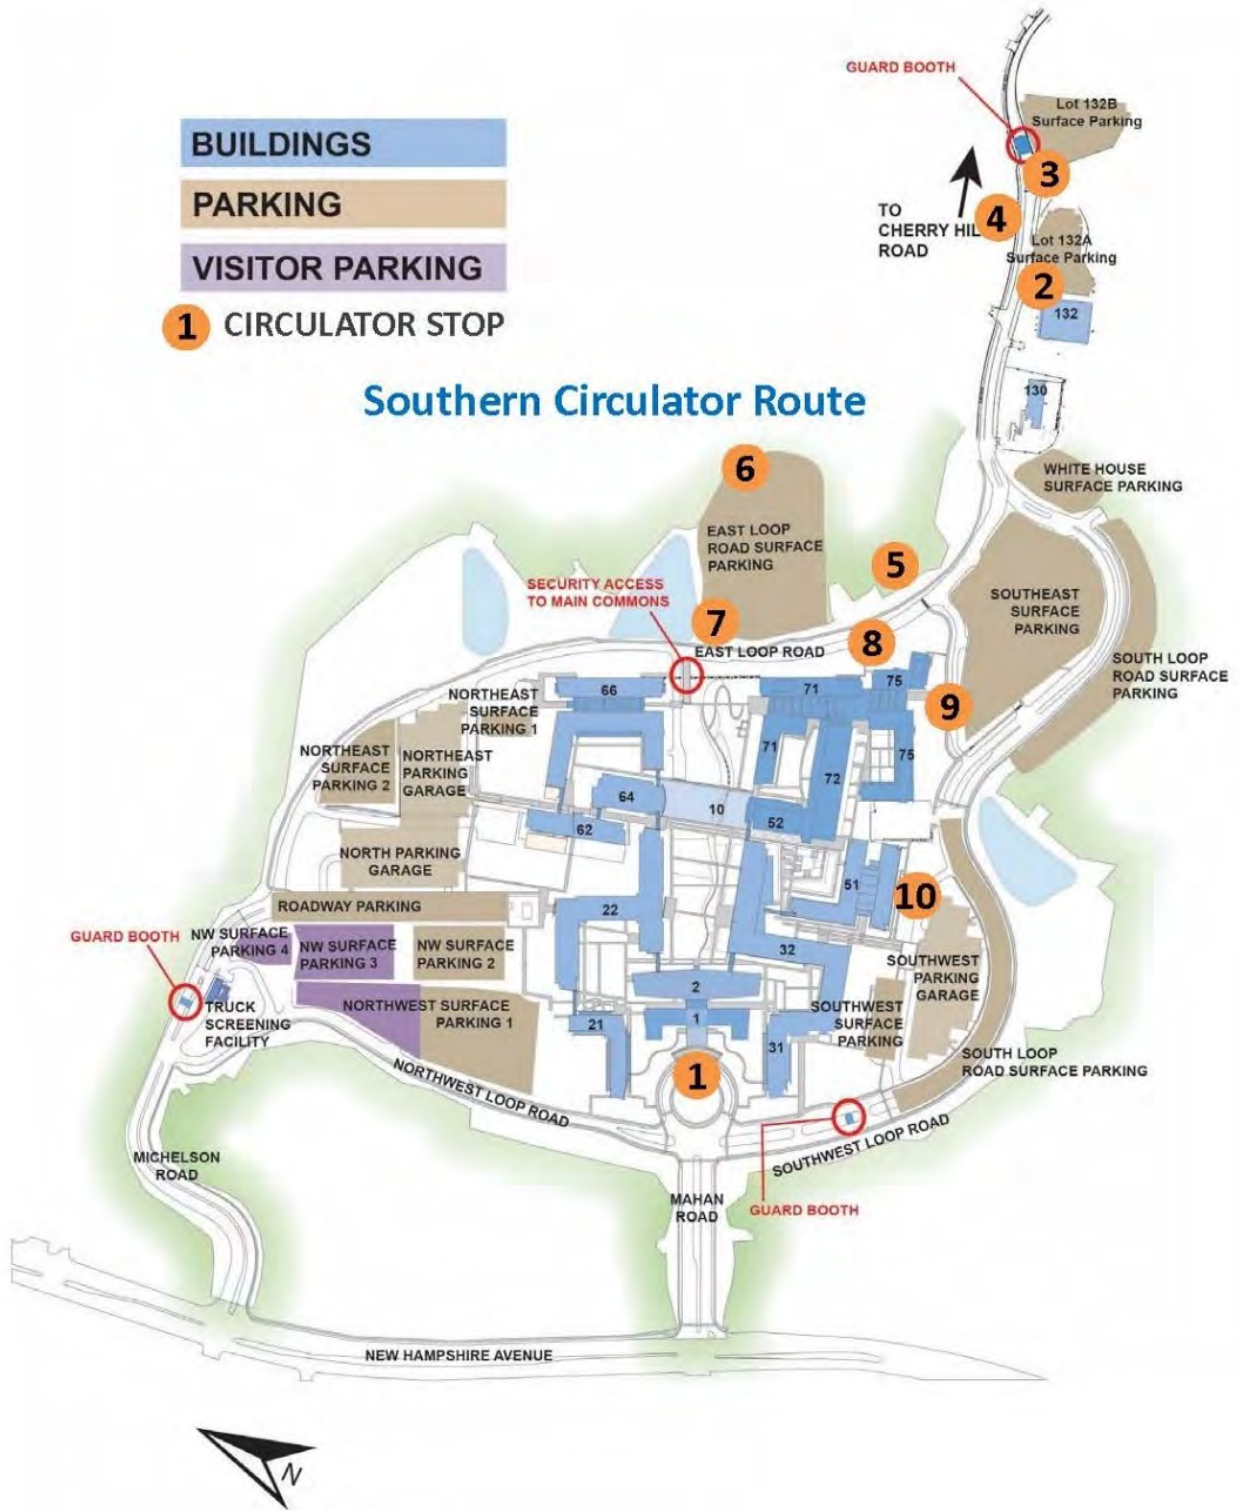 GUARD BOOTH
Lot 132B
Surface Parking
BUILDINGS
PARKING
VISITOR PARKING
1 CIRCULATOR STOP
3
4
TO
CHERRY HIL
ROAD
Lot 132A
Surface Parking
2
132
130
Southern Circulator Route
6
WHITE HOUSE
SURFACE PARKING
EAST LOOP
ROAD SURFACE
PARKING
5
SECURITY ACCESS
TO MAIN COMMONS
SOUTHEAST
SURFACE
PARKING
7
8
EAST LOOP ROAD
SOUTH LOOP
ROAD SURFACE
PARKING
66
71
75
9
NORTHEAST
SURFACE
PARKING 1
NORTHEAST
SURFACE
PARKING 2
NORTHEAST
PARKING
GARAGE
71
72
75
64
10
52
62
NORTH PARKING
GARAGE
51
10
ROADWAY PARKING
22
GUARD BOOTH
NW SURFACE
PARKING 4
NW SURFACE
PARKING 3
NW SURFACE
PARKING 2
32
SOUTHWEST
PARKING
GARAGE
2
TRUCK
SCREENING
FACILITY
NORTHWEST SURFACE
PARKING 1
21
1
31
SOUTHWEST
SURFACE
PARKING
SOUTH LOOP
ROAD SURFACE PARKING
1
NORTHWEST LOOP ROAD
SOUTHWEST LOOP ROAD
MICHELSON
ROAD
MAHAN
ROAD
GUARD BOOTH
NEW HAMPSHIRE AVENUE
N